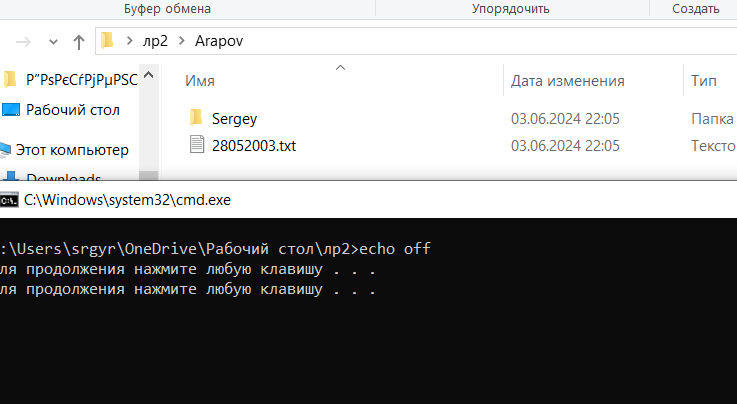 Буфер обмена Упорядочить Создать
лр2 Arapov
Имя Дата изменения Тип
Р”РѕРєСѓРјРµРЅС
Рабочий стол
Sergey 03.06.2024 22:05 Папка
28052003.txt 03.06.2024 22:05 Тексто
Этот компьютер
Downloads
C:\Windows\system32\cmd.exe
:\Users\srgyr\OneDrive\Рабочий стол\лр2>echo off
ля продолжения нажмите любую клавишу . . .
ля продолжения нажмите любую клавишу . . .